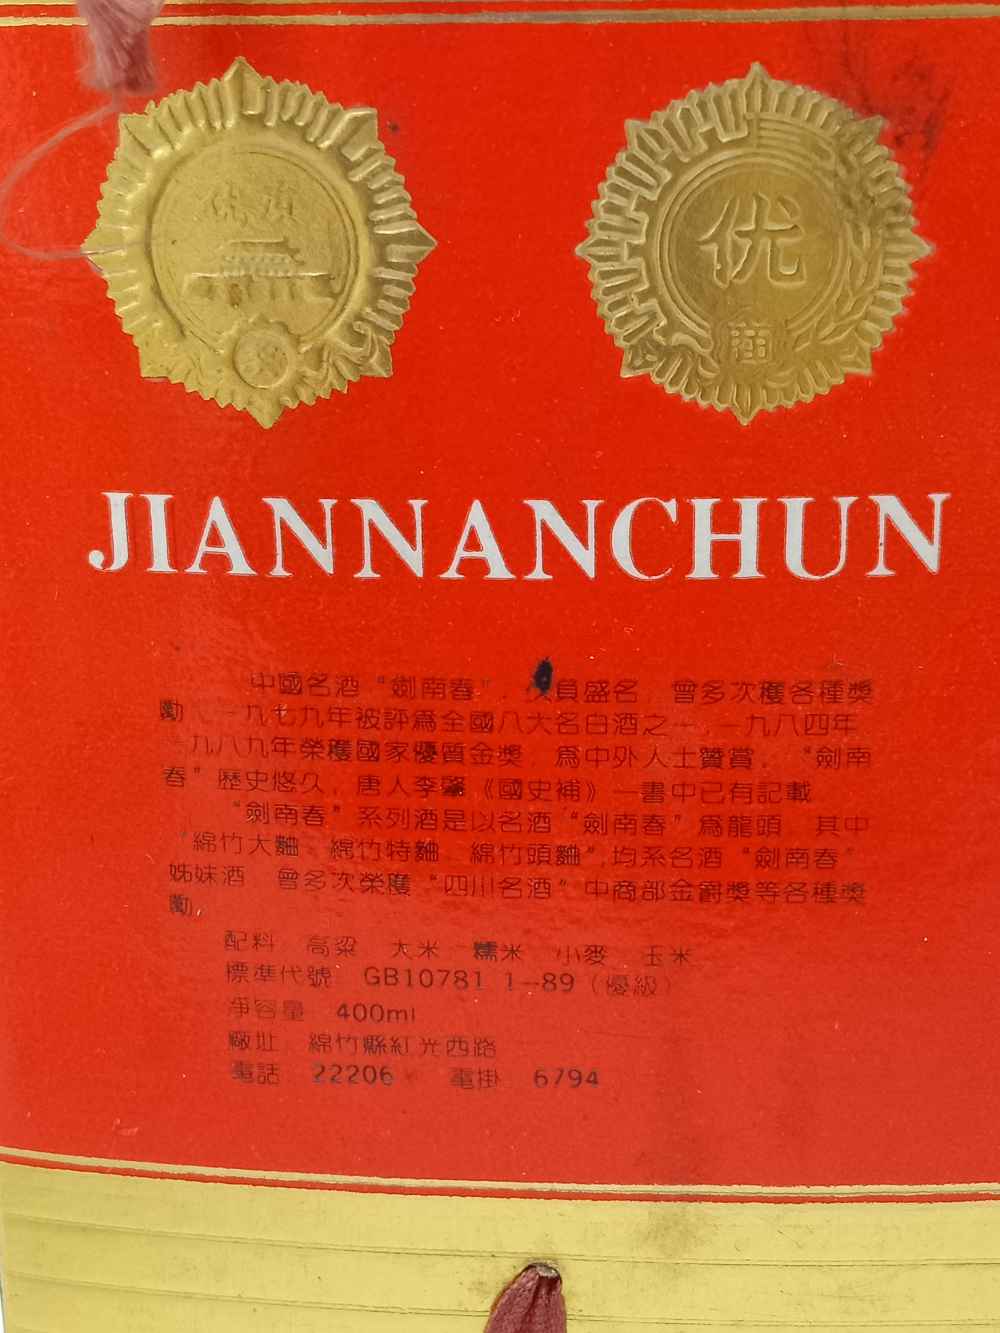 优质
优
商
JIANNANCHUN
中國名酒“劍南春”，負盛名 曾多次獲各種獎
勵 一九七九年被評爲全國八大名白酒之一，一九八四年
一九八九年榮獲國家優質金獎，爲中外人士贊賞，“劍南
春”歷史悠久，唐人李肇《國史補》一書中已有記載
“劍南春”系列酒是以名酒“劍南春”爲龍頭 其中
“綿竹大麯、綿竹特麯、綿竹頭麯”，均系名酒“劍南春”
姊妹酒 曾多次榮獲“四川名酒”中商部金爵獎等各種獎
勵，
配料 高粱 大米 糯米 小麥 玉米
標準代號 GB10781 1–89（優級）
淨容量 400ml
廠址 綿竹縣紅光西路
電話 22206 電掛 6794